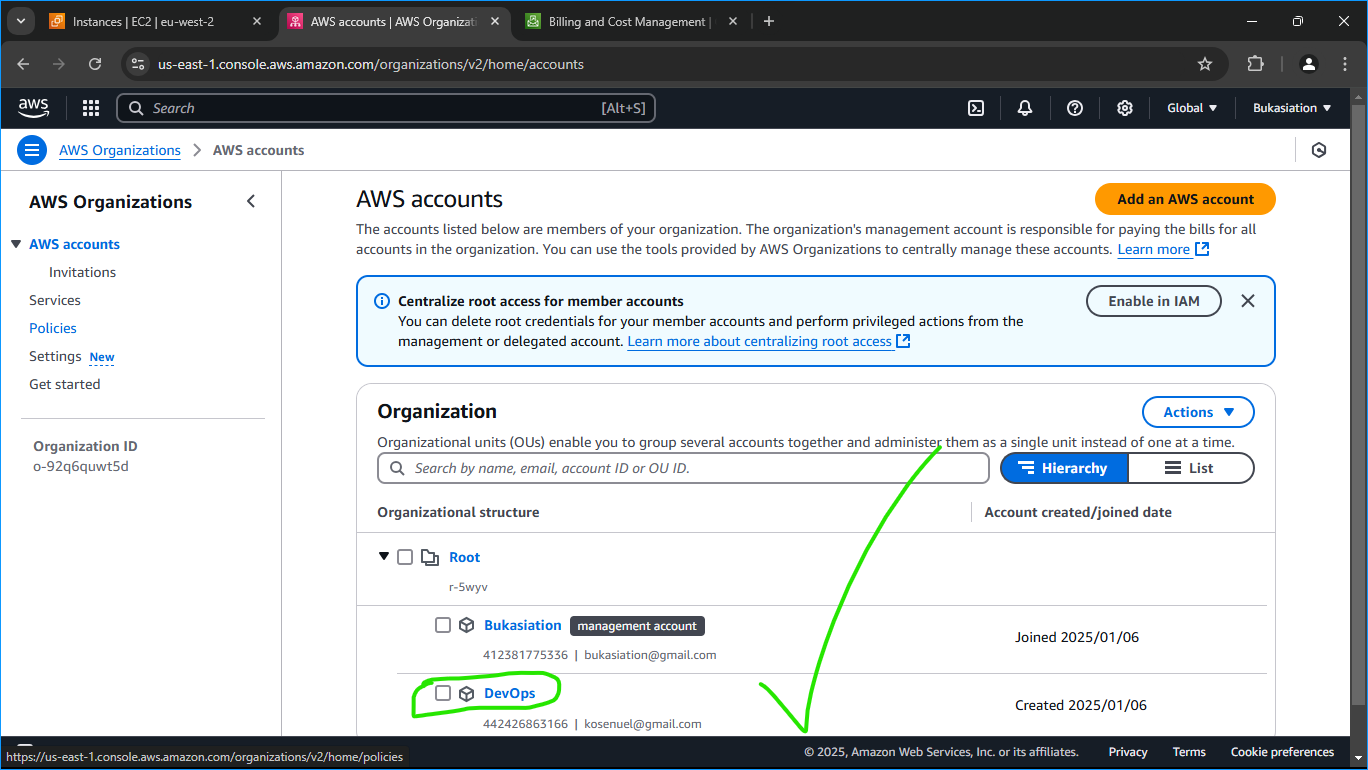 Instances | EC2 | eu-west-2
AWS accounts | AWS Organizati
Billing and Cost Management |
us-east-1.console.aws.amazon.com/organizations/v2/home/accounts
aws
Search
[Alt+S]
Global
Bukasiation
AWS Organizations
AWS accounts
AWS Organizations
AWS accounts
Invitations
Services
Policies
Settings New
Get started
Organization ID
o-92q6quwt5d
AWS accounts
Add an AWS account
The accounts listed below are members of your organization. The organization's management account is responsible for paying the bills for all
accounts in the organization. You can use the tools provided by AWS Organizations to centrally manage these accounts. Learn more
Centralize root access for member accounts
Enable in IAM
You can delete root credentials for your member accounts and perform privileged actions from the
management or delegated account. Learn more about centralizing root access
Organization
Actions
Organizational units (OUs) enable you to group several accounts together and administer them as a single unit instead of one at a time.
Search by name, email, account ID or OU ID.
Hierarchy
List
Organizational structure
Account created/joined date
Root
r-5wyv
Bukasiation management account
Joined 2025/01/06
412381775336 | bukasiation@gmail.com
DevOps
Created 2025/01/06
442426863166 | kosenuel@gmail.com
https://us-east-1.console.aws.amazon.com/organizations/v2/home/policies
© 2025, Amazon Web Services, Inc. or its affiliates.
Privacy
Terms
Cookie preferences